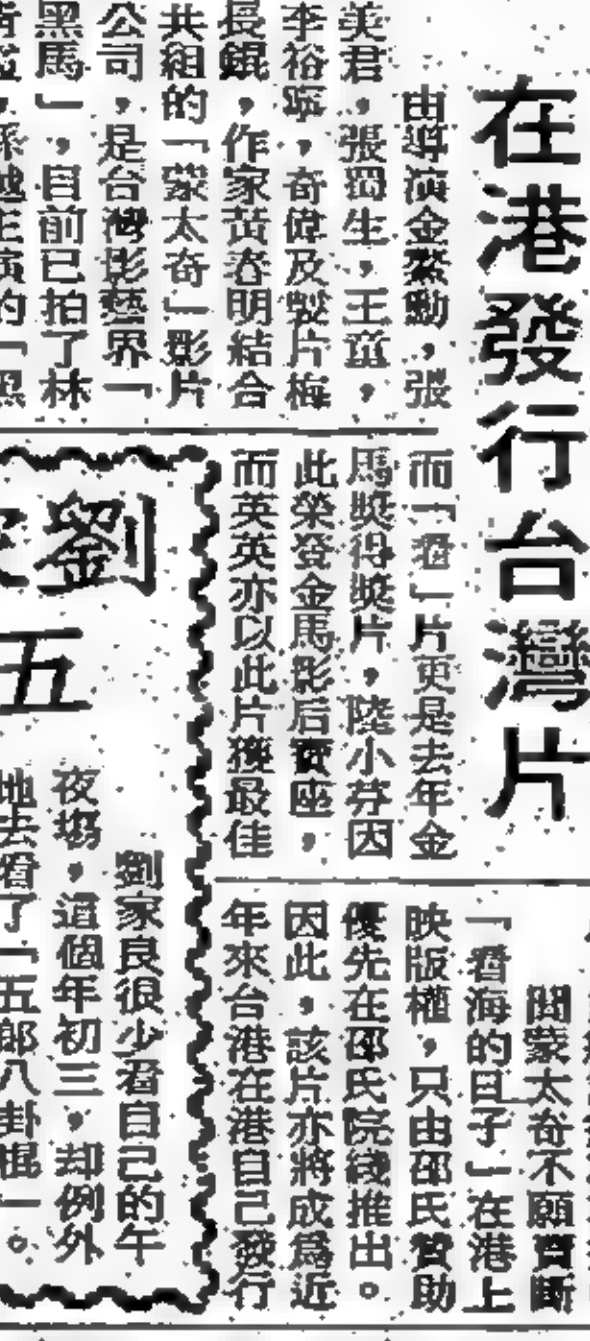 在港發行台灣片
由導演金鰲勳，張
美君，張蜀生，王童，
李裕寧，奇偉及製片梅
長錕，作家黃春明結合
共組的「蒙太奇」影片
公司，是台灣影藝界「
黑馬」，目前已拍了林
主演的「
而「看」片更是去年金
馬獎得獎片，陸小芬因
此榮登金馬影后寶座，
而英英亦以此片獲最佳
聞蒙太奇不願賣斷
「看海的日子」在港上
映版權，只由邵氏贊助
優先在邵氏院綫推出。
因此，該片亦將成爲近
年來台港在港自己發行
劉
五
劉家良很少看自己的午
夜場，這個年初三，却例外
地去看了「五郎八卦棍」。